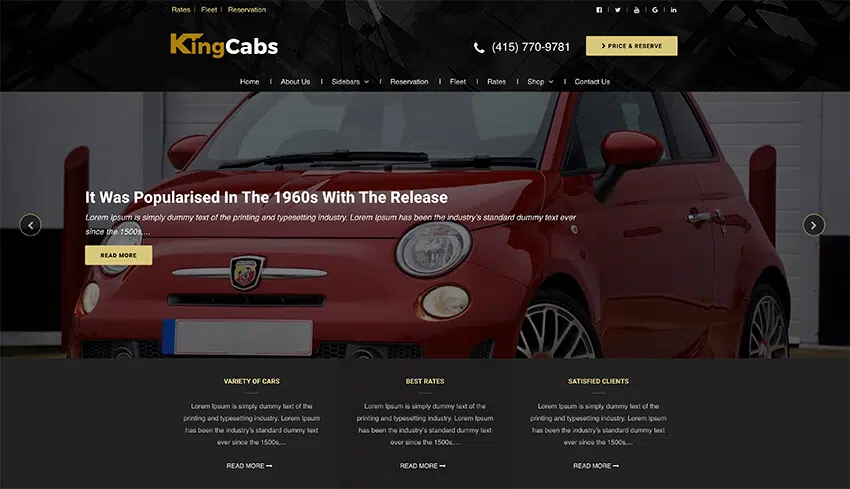 Rates | Fleet | Reservation
KingCabs
(415) 770-9781
PRICE & RESERVE
Home | About Us | Sidebars | Reservation | Fleet | Rates | Shop | Contact Us
It Was Popularised In The 1960s With The Release
Lorem Ipsum is simply dummy text of the printing and typesetting industry. Lorem Ipsum has been the industry's standard dummy text ever
since the 1500s,...
READ MORE
VARIETY OF CARS
Lorem Ipsum is simply dummy text of the
printing and typesetting industry. Lorem Ipsum
has been the industry's standard dummy text
ever since the 1500s,...
READ MORE
BEST RATES
Lorem Ipsum is simply dummy text of the
printing and typesetting industry. Lorem Ipsum
has been the industry's standard dummy text
ever since the 1500s,...
READ MORE
SATISFIED CLIENTS
Lorem Ipsum is simply dummy text of the
printing and typesetting industry. Lorem Ipsum
has been the industry's standard dummy text
ever since the 1500s,...
READ MORE